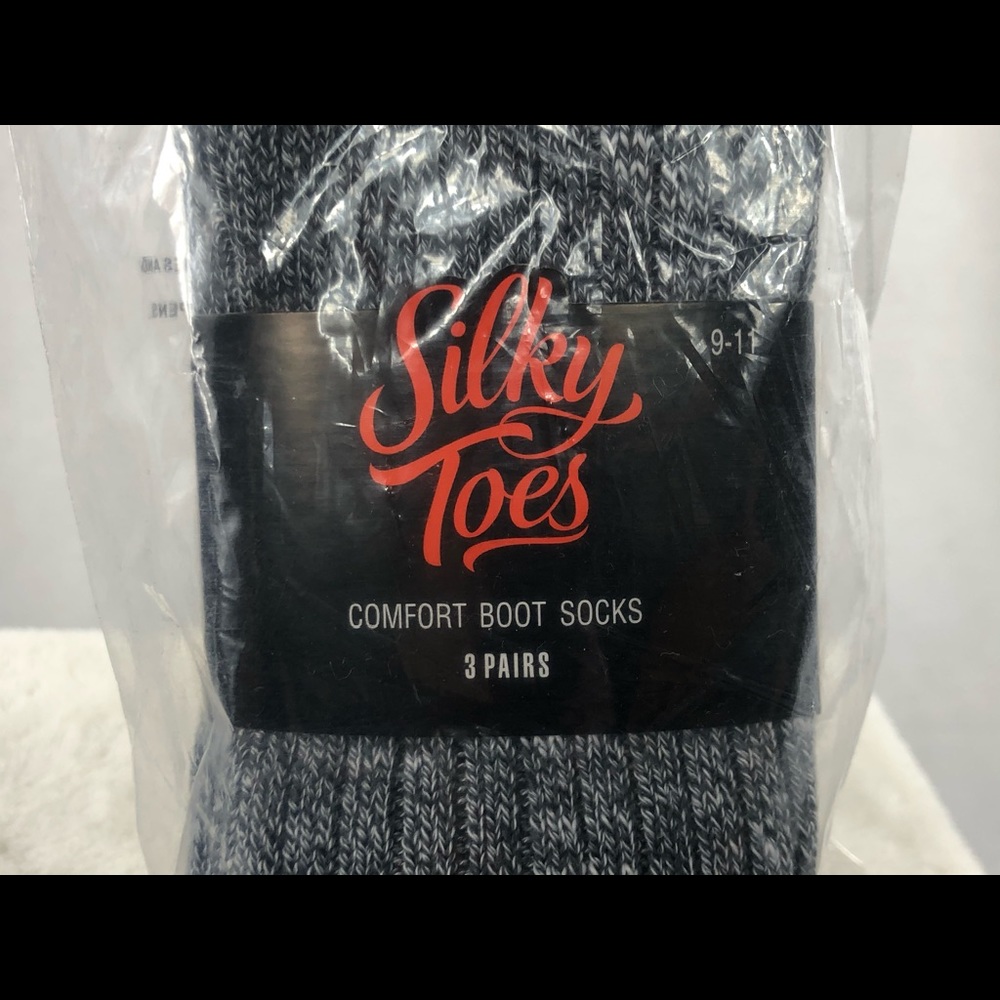 Silky
Toes
9-11
COMFORT BOOT SOCKS
3 PAIRS